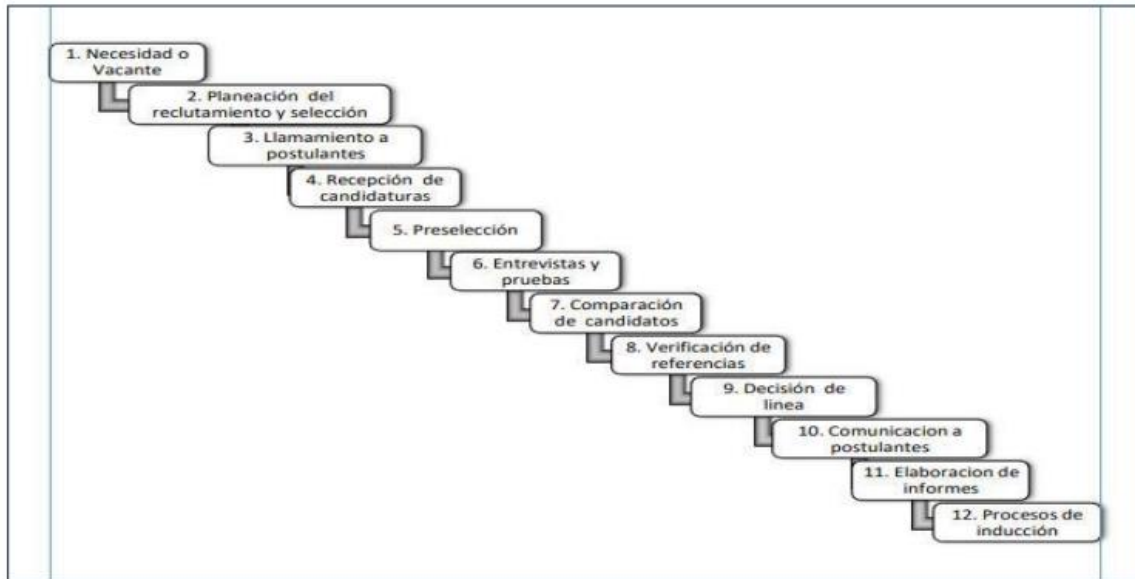 1. Necesidad o
Vacante
2. Planeación del
reclutamiento y selección
3. Llamamiento a
postulantes
4. Recepción de
candidaturas
5. Preselección
6. Entrevistas y
pruebas
7. Comparación
de candidatos
8. Verificación de
referencias
9. Decisión de
linea
10. Comunicacion a
postulantes
11. Elaboracion de
informes
12. Procesos de
inducción